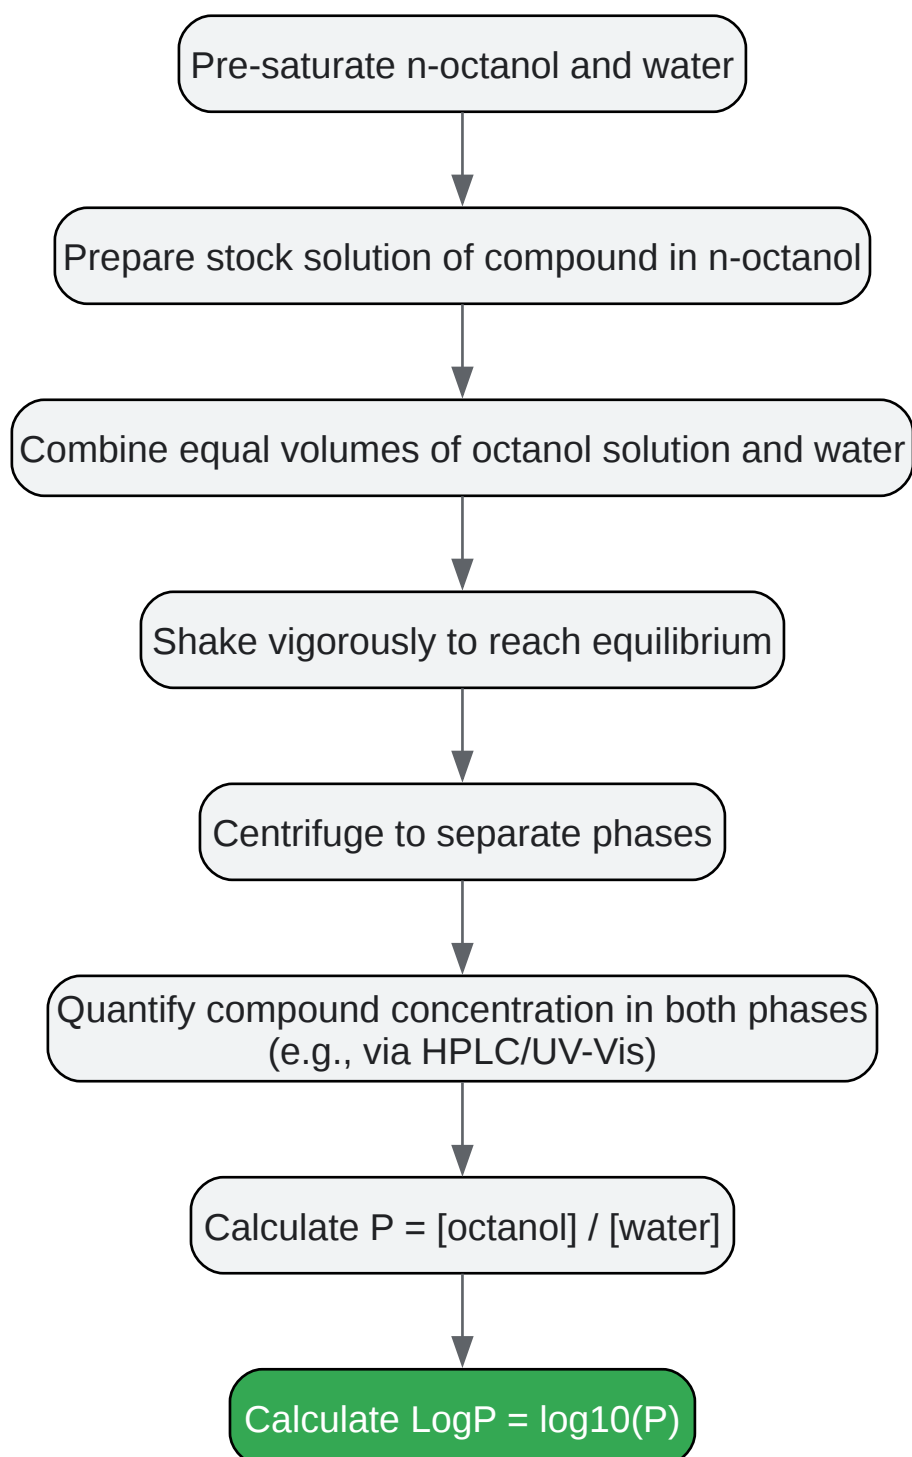 Pre-saturate n-octanol and water
Prepare stock solution of compound in n-octanol
Combine equal volumes of octanol solution and water
Shake vigorously to reach equilibrium
Centrifuge to separate phases
Quantify compound concentration in both phases
(e.g., via HPLC/UV-Vis)
Calculate P = [octanol] / [water]
Calculate LogP = log10(P)